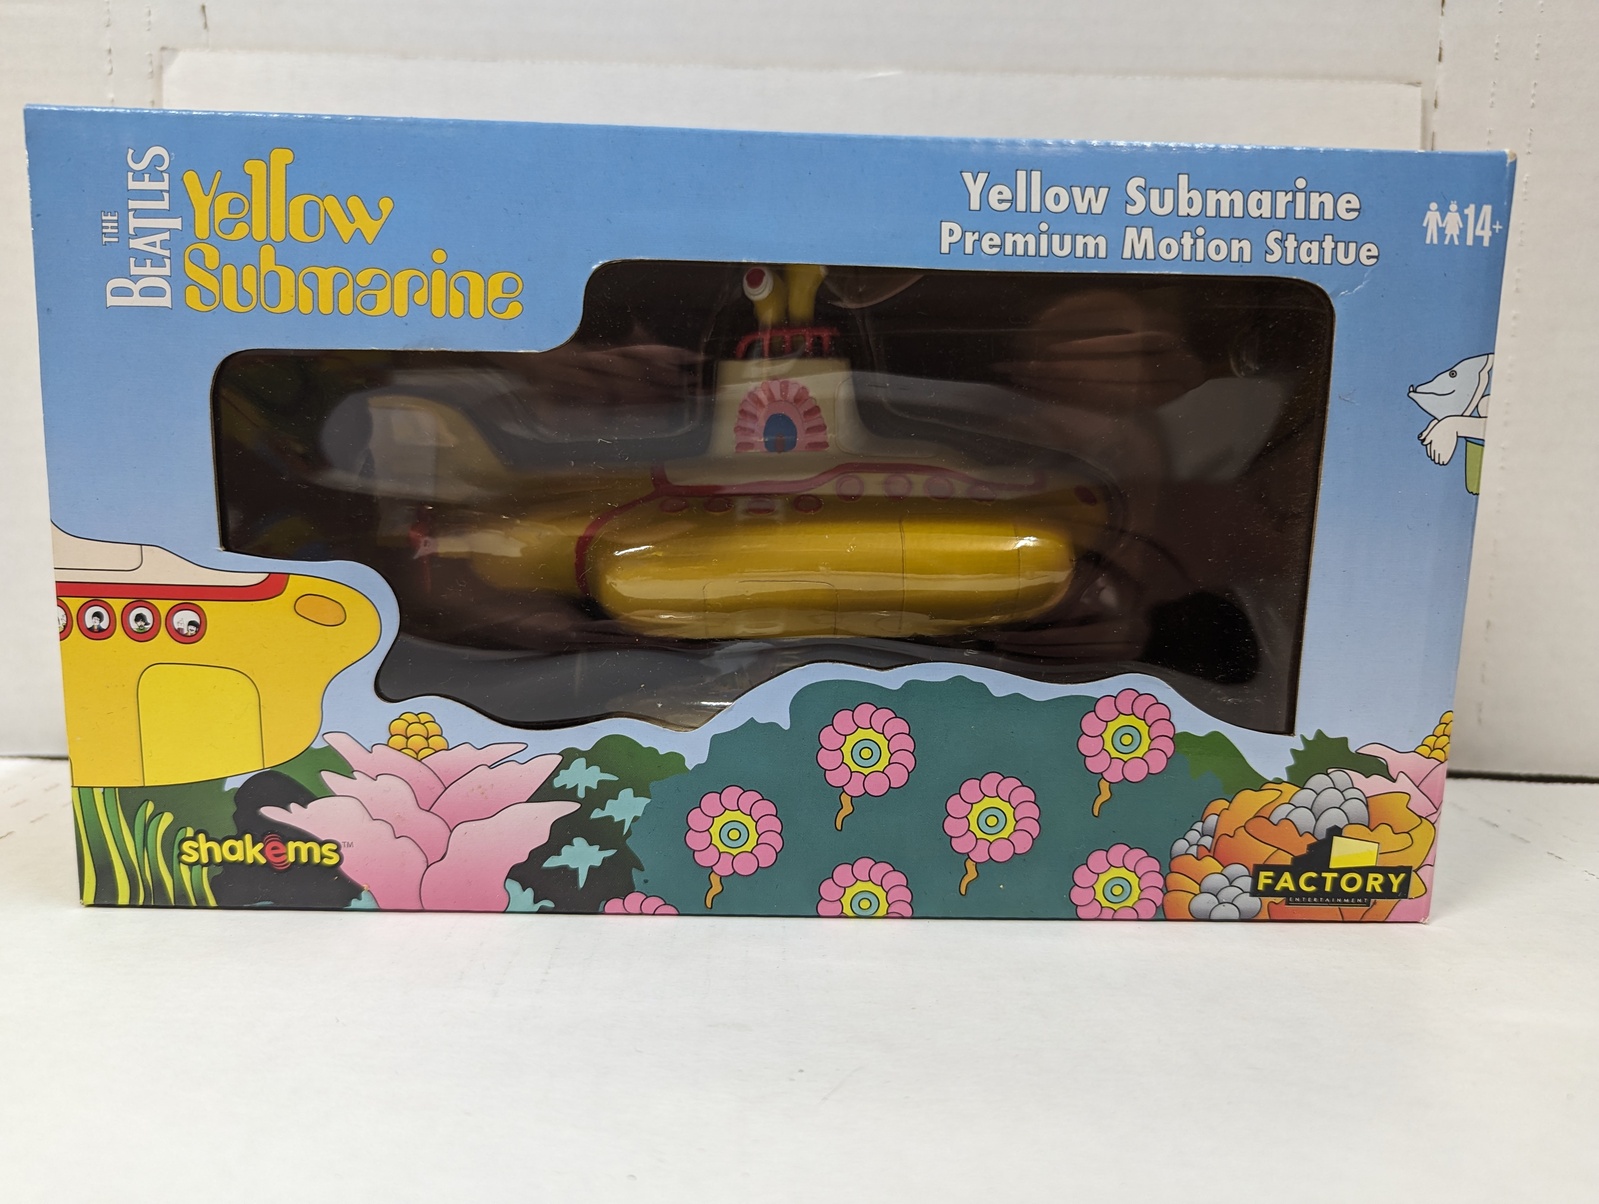 THE
BEATLES
Yellow
Submarine
Yellow Submarine
Premium Motion Statue
14+
shakems™
FACTORY
ENTERTAINMENT